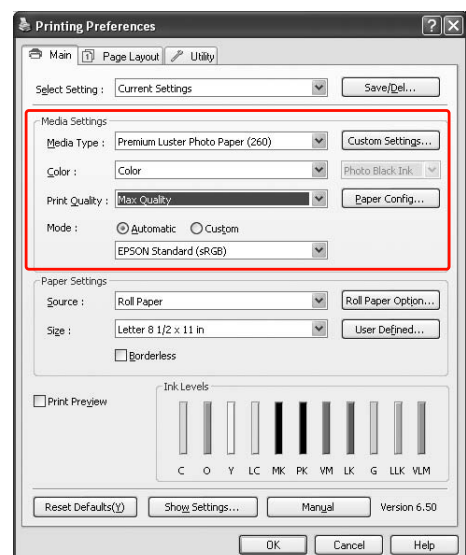 Printing Preferences
Main Page Layout Utility
Select Setting : Current Settings Save/Del...
Media Settings
Media Type : Premium Luster Photo Paper (260) Custom Settings...
Color : Color Photo Black Ink
Print Quality : Max Quality Paper Config...
Mode : Automatic Custom
EPSON Standard (sRGB)
Paper Settings
Source : Roll Paper Roll Paper Option...
Size : Letter 8 1/2 x 11 in User Defined...
Borderless
Ink Levels
Print Preview
C O Y LC MK PK VM LK G LLK VLM
Reset Defaults(Y) Show Settings... Manual Version 6.50
OK Cancel Help